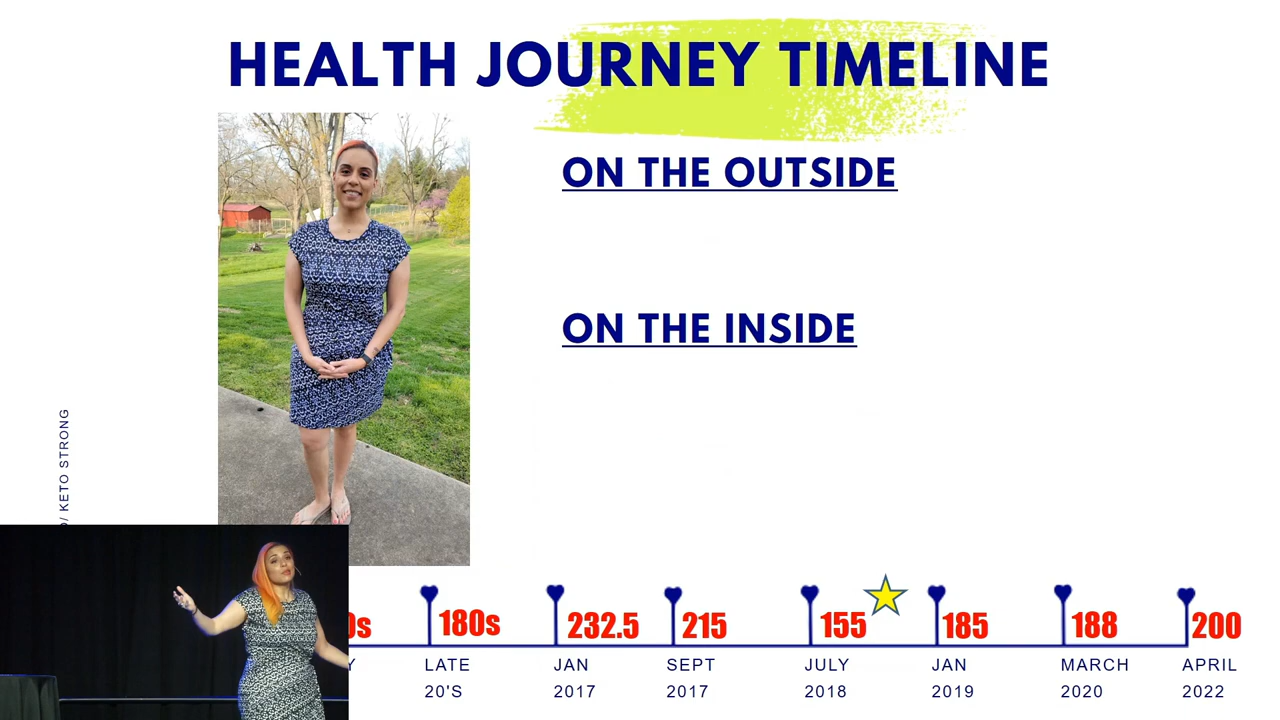 HEALTH JOURNEY TIMELINE
ON THE OUTSIDE
ON THE INSIDE
KETO STRONG
180s
232.5
215
155
185
188
200
LATE
20'S
JAN
2017
SEPT
2017
JULY
2018
JAN
2019
MARCH
2020
APRIL
2022